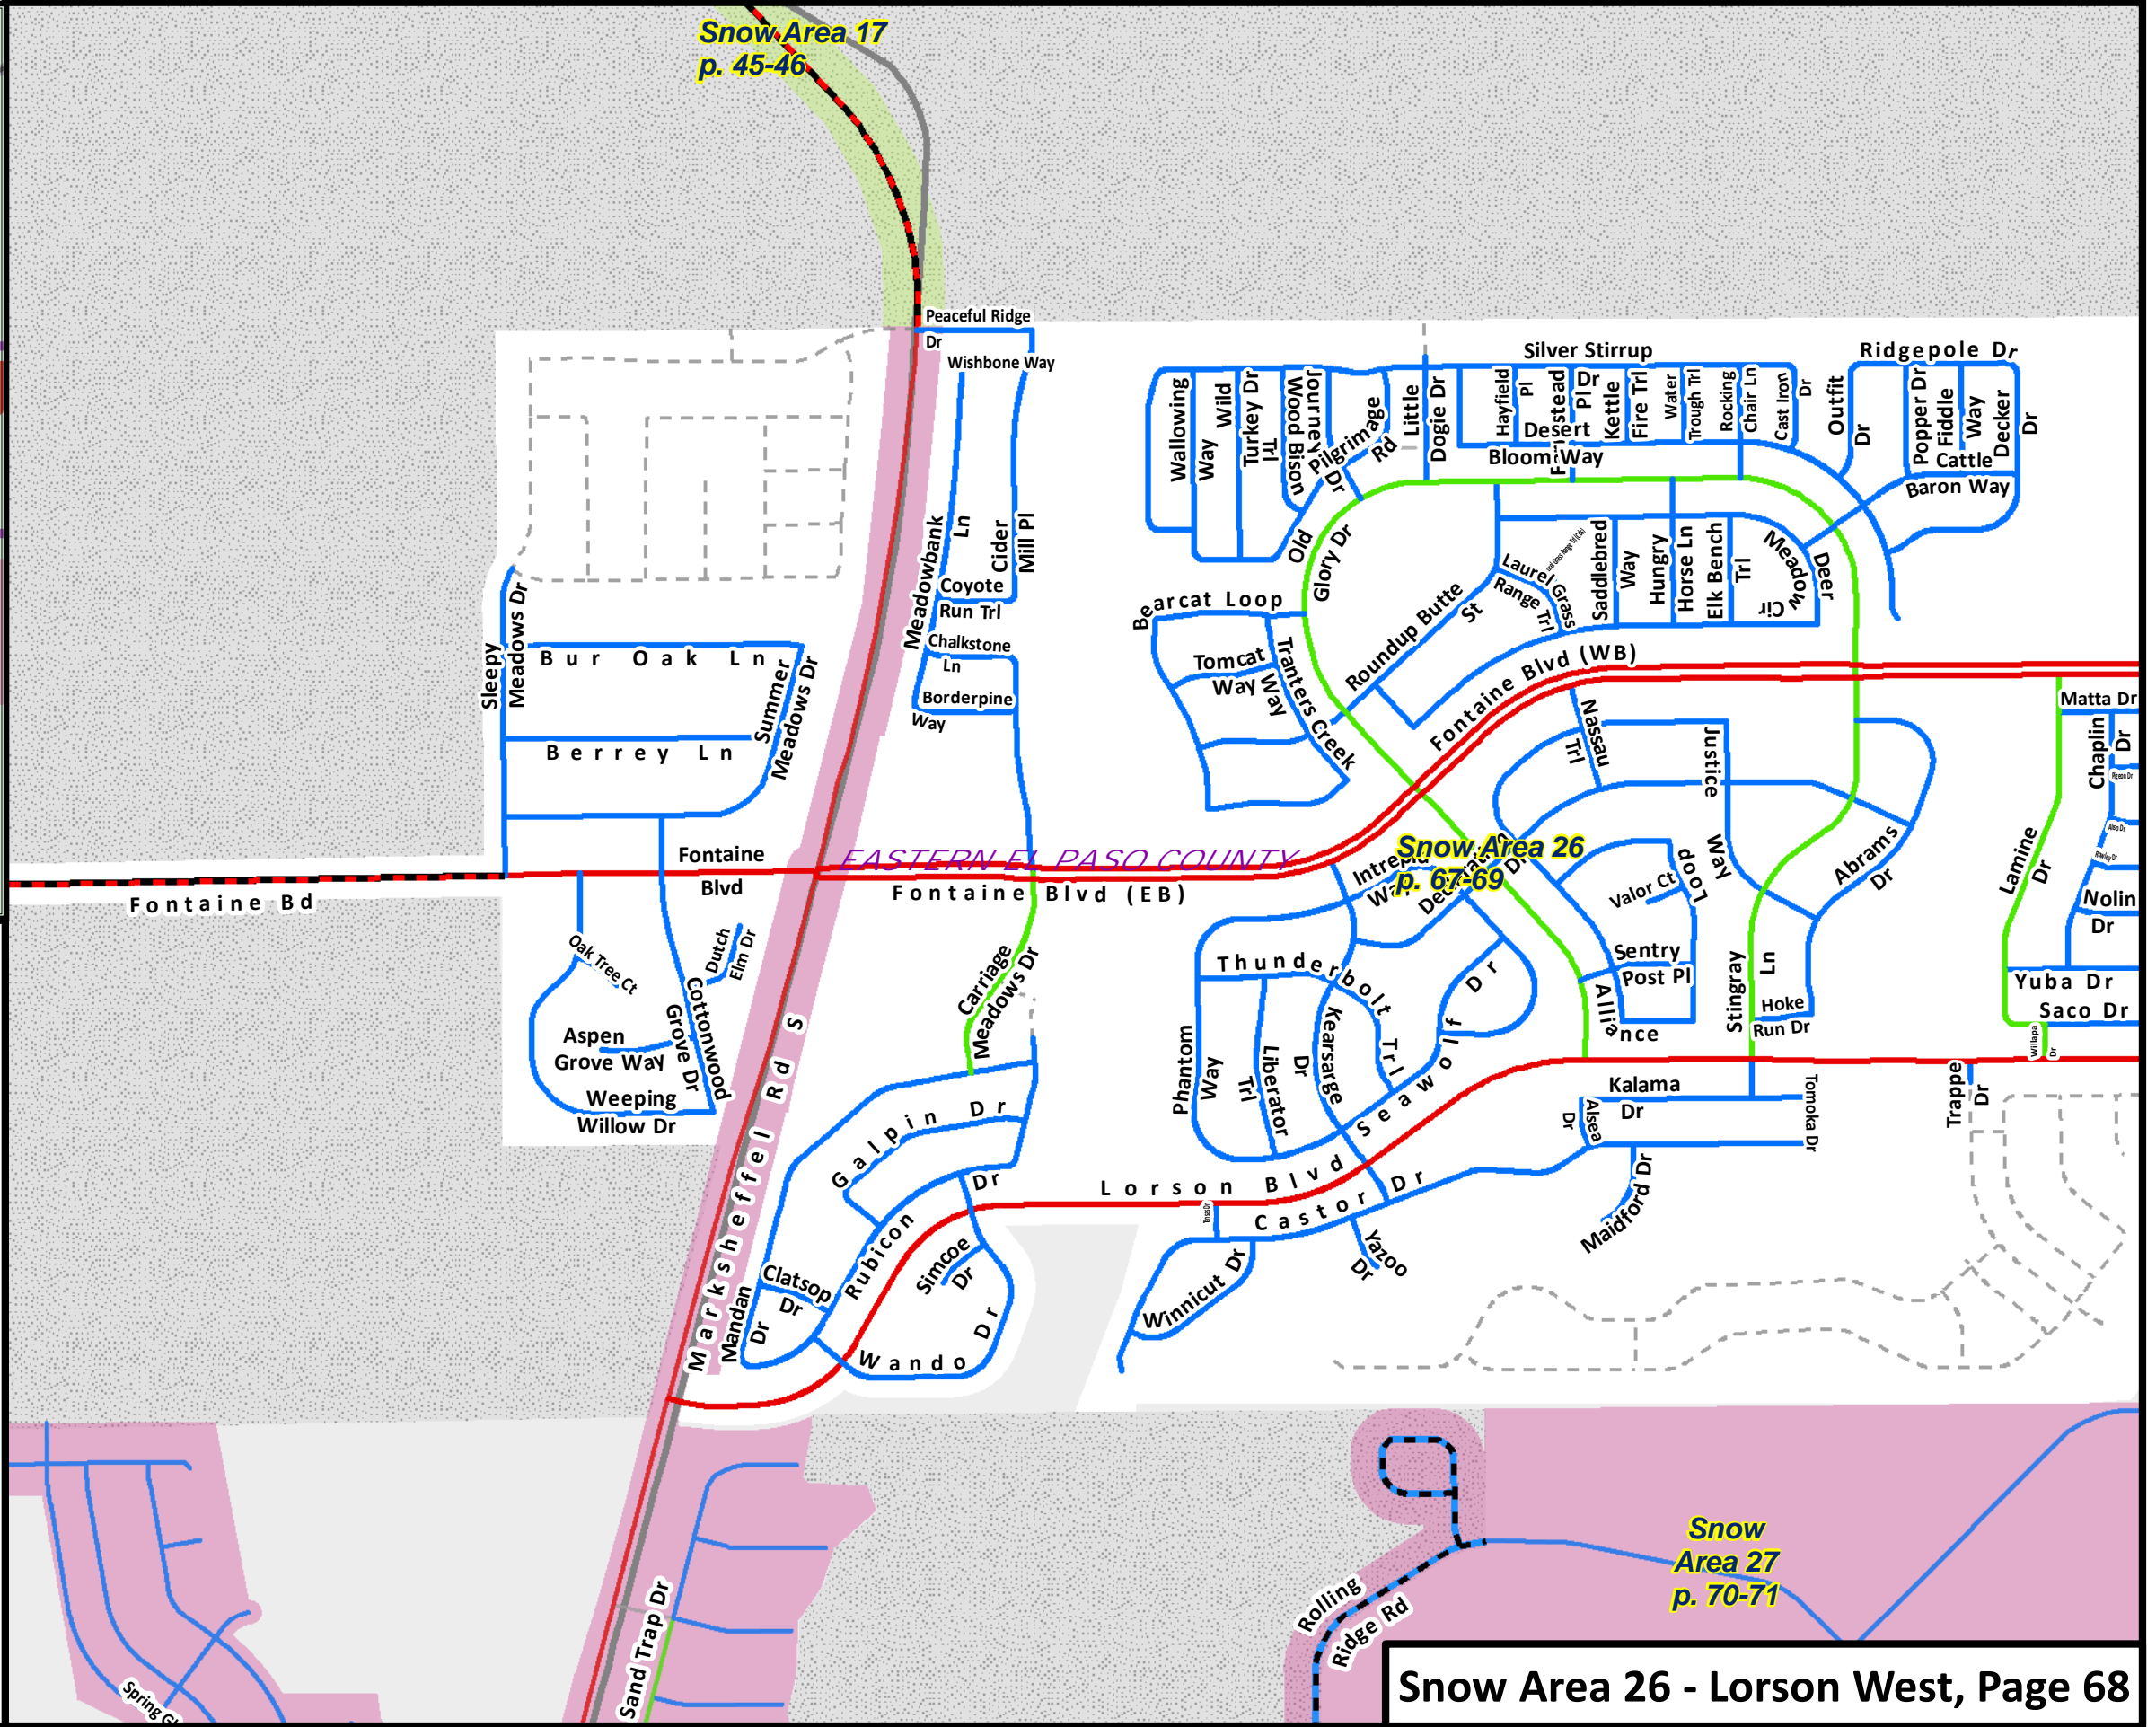 Snow Area 17
p. 45-46
Peaceful Ridge
Dr
Wishbone Way
Silver Stirrup
Dr
Ridgepole Dr
Wallowing
Way
Wild
Turkey Dr
Trl
Wood Bison
Journey
Dr
Pilgrimage
Rd
Little
Dogie Dr
Hayfield
Pl
Pl
Kettle
Fire Trl
Water
Trough Trl
Rocking
Chair Ln
Cast Iron
Dr
Outfit
Dr
Popper Dr
Fiddle
Way
Decker
Dr
Desert
Bloom Way
Cattle
Baron Way
Meadowbank
Ln
Cider
Mill Pl
Coyote
Run Trl
Chalkstone
Ln
Borderpine
Way
Old
Glory Dr
Bearcat Loop
Tomcat
Way
Tranters Creek
Way
Roundup Butte
St
Laurel Grass
Range Trl
Saddlebred
Way
Hungry
Horse Ln
Elk Bench
Trl
Deer
Meadow
Cir
Sleepy
Meadows Dr
Bur Oak Ln
Summer
Meadows Dr
Berrey Ln
Fontaine Blvd (WB)
Nassau
Trl
Justice
Way
Matta Dr
Chaplin
Dr
Lamine
Dr
Nolin
Dr
Yuba Dr
Saco Dr
Willapa
Dr
Fontaine
Blvd
Fontaine Bd
EASTERN EL PASO COUNTY
Fontaine Blvd (EB)
Snow Area 26
p. 67-69
Intrepid
Dr
Abrams
Dr
Valor Ct
Loop
Sentry
Post Pl
Alliance
Stingray
Ln
Hoke
Run Dr
Oak Tree Ct
Dutch
Elm Dr
Cottonwood
Grove Dr
Aspen
Grove Way
Weeping
Willow Dr
Carriage
Meadows Dr
Thunderbolt
Trl
Phantom
Way
Liberator
Trl
Kearsarge
Dr
Seawolf Dr
Kalama
Dr
Alsea
Dr
Tomoka Dr
Trappe
Dr
Maidford Dr
Marksheffel Rd S
Galpin Dr
Rubicon
Dr
Lorson Blvd
Castor Dr
Simcoe
Dr
Clatsop
Dr
Mandan
Dr
Wando
Dr
Winnicut Dr
Yazoo
Dr
Sand Trap Dr
Rolling
Ridge Rd
Snow
Area 27
p. 70-71
Snow Area 26 - Lorson West, Page 68